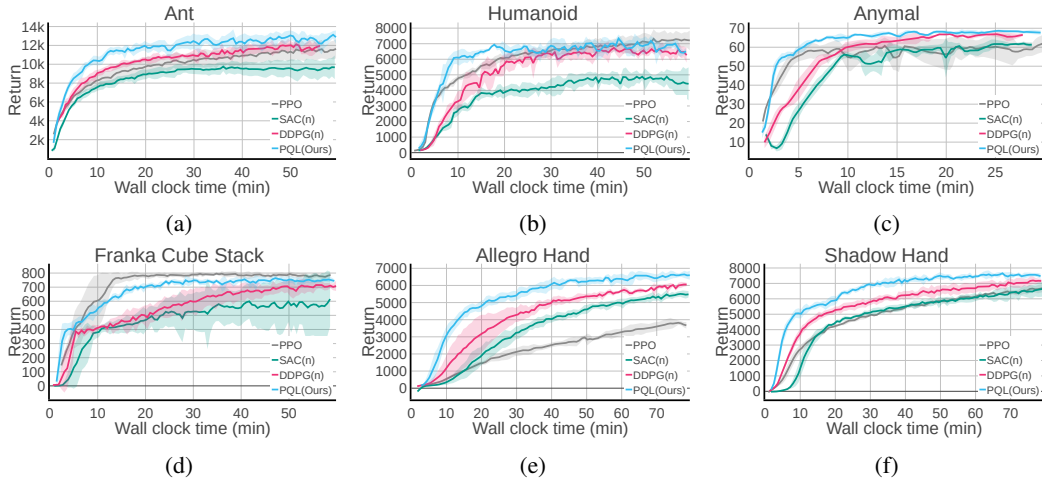 Ant
14k
12k
10k
8k
6k
4k
2k
Return
PPO
SAC(n)
DDPG(n)
PQL(Ours)
0 10 20 30 40 50
Wall clock time (min)
(a)
Humanoid
8000
7000
6000
5000
4000
3000
2000
1000
0
Return
PPO
SAC(n)
DDPG(n)
PQL(Ours)
0 10 20 30 40 50
Wall clock time (min)
(b)
Anymal
70
60
50
40
30
20
10
Return
PPO
SAC(n)
DDPG(n)
PQL(Ours)
0 5 10 15 20 25
Wall clock time (min)
(c)
Franka Cube Stack
800
700
600
500
400
300
200
100
0
Return
PPO
SAC(n)
DDPG(n)
PQL(Ours)
0 10 20 30 40 50
Wall clock time (min)
(d)
Allegro Hand
7000
6000
5000
4000
3000
2000
1000
0
Return
PPO
SAC(n)
DDPG(n)
PQL(Ours)
0 10 20 30 40 50 60 70
Wall clock time (min)
(e)
Shadow Hand
8000
7000
6000
5000
4000
3000
2000
1000
0
Return
PPO
SAC(n)
DDPG(n)
PQL(Ours)
0 10 20 30 40 50 60 70
Wall clock time (min)
(f)